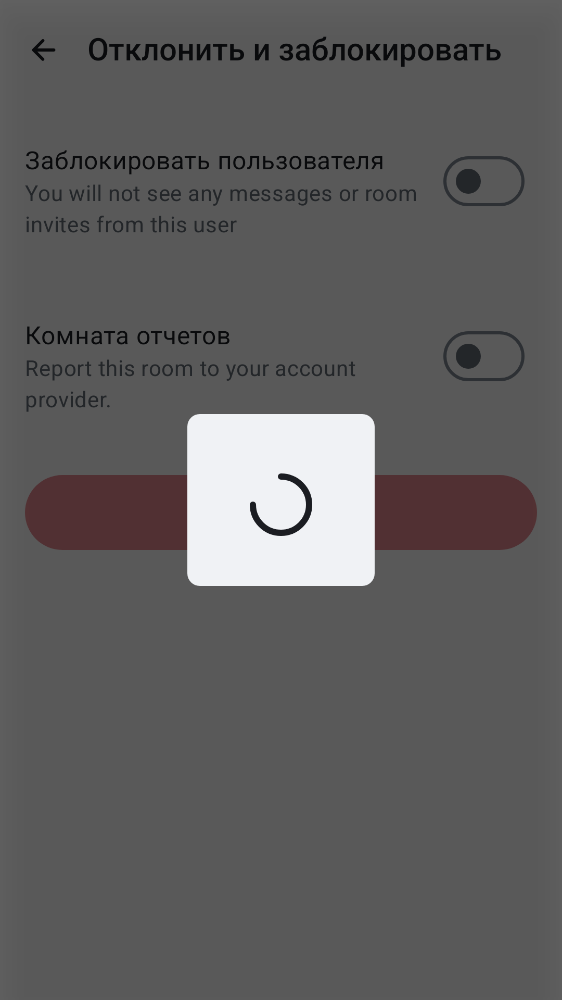 Отклонить и заблокировать
Заблокировать пользователя
You will not see any messages or room
invites from this user
Комната отчетов
Report this room to your account
provider.